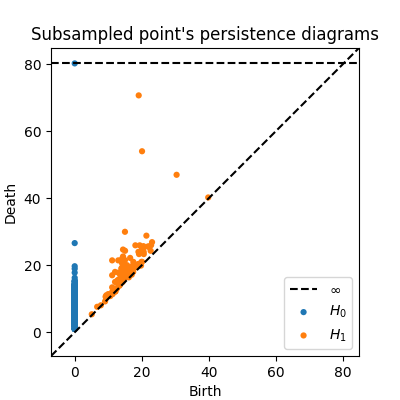 Subsampled point's persistence diagrams
80
60
40
20
0
Death
∞
H₀
H₁
0 20 40 60 80
Birth